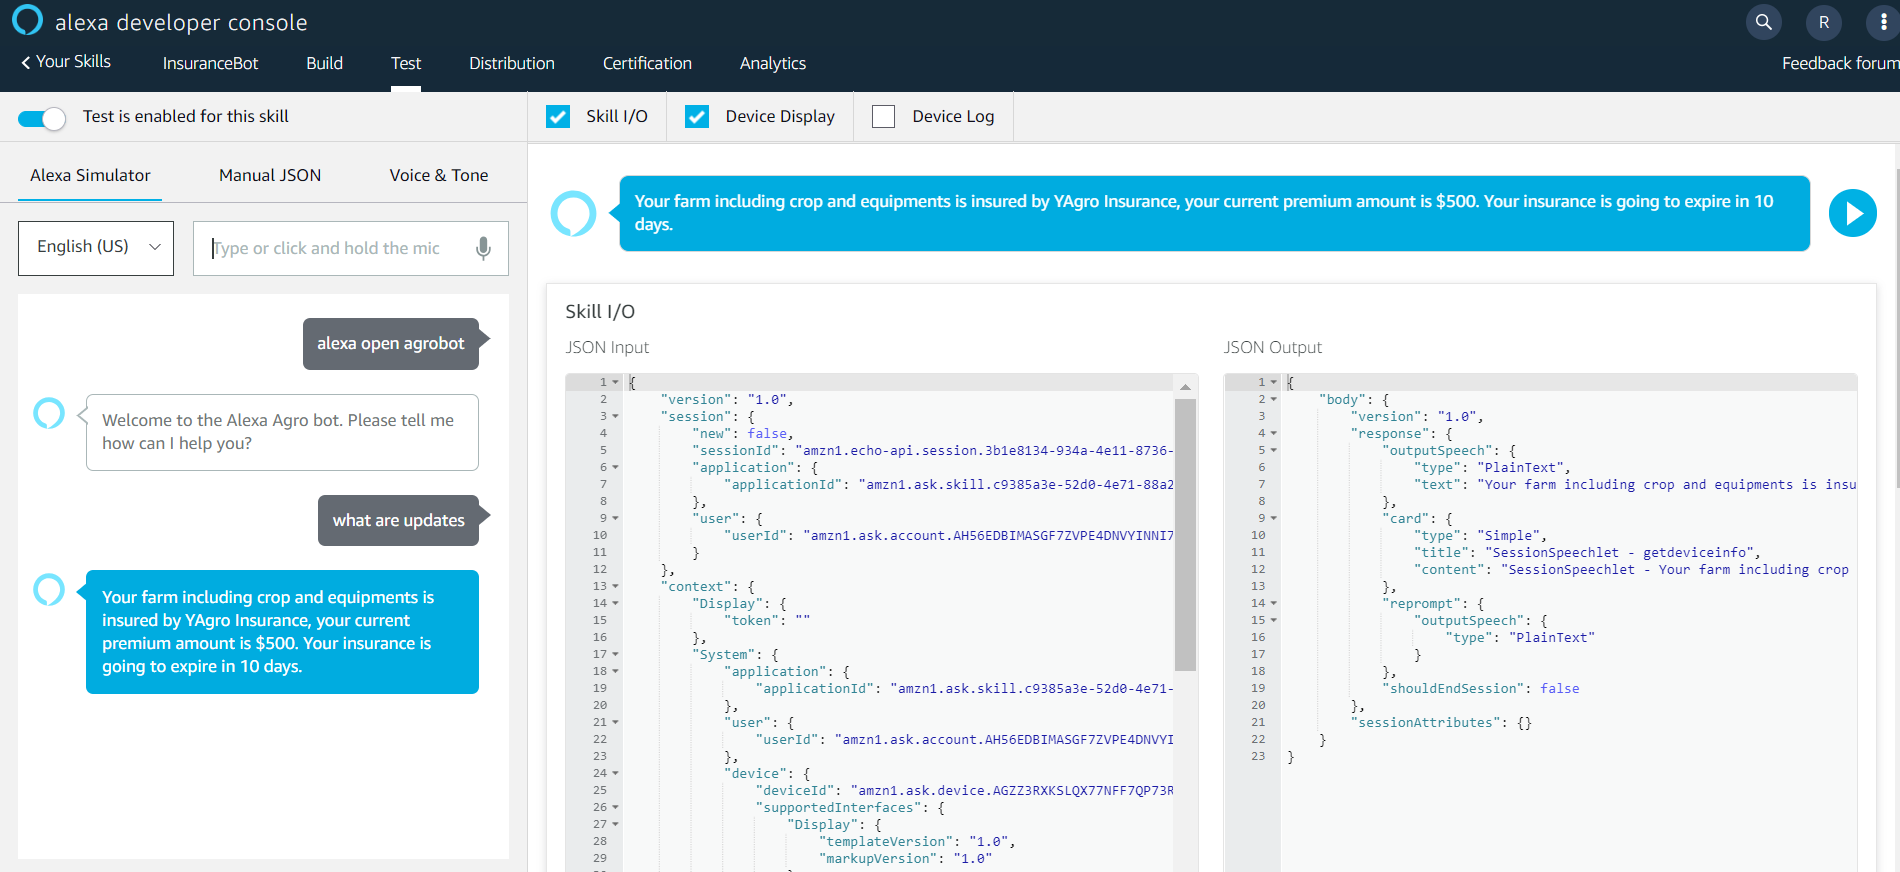 alexa developer console
R
Your Skills
InsuranceBot
Build
Test
Distribution
Certification
Analytics
Feedback forum
Test is enabled for this skill
Skill I/O
Device Display
Device Log
Alexa Simulator
Manual JSON
Voice & Tone
English (US)
Type or click and hold the mic
alexa open agrobot
Welcome to the Alexa Agro bot. Please tell me
how can I help you?
what are updates
Your farm including crop and equipments is
insured by YAgro Insurance, your current
premium amount is $500. Your insurance is
going to expire in 10 days.
Your farm including crop and equipments is insured by YAgro Insurance, your current premium amount is $500. Your insurance is going to expire in 10
days.
Skill I/O
JSON Input
1 {
2 "version": "1.0",
3 "session": {
4 "new": false,
5 "sessionId": "amzn1.echo-api.session.3b1e8134-934a-4e11-8736-
6 "application": {
7 "applicationId": "amzn1.ask.skill.c9385a3e-52d0-4e71-88a2
8 },
9 "user": {
10 "userId": "amzn1.ask.account.AH56EDBIMASGF7ZVPE4DNVYINNI7
11 }
12 },
13 "context": {
14 "Display": {
15 "token": ""
16 },
17 "System": {
18 "application": {
19 "applicationId": "amzn1.ask.skill.c9385a3e-52d0-4e71-
20 },
21 "user": {
22 "userId": "amzn1.ask.account.AH56EDBIMASGF7ZVPE4DNVYI
23 },
24 "device": {
25 "deviceId": "amzn1.ask.device.AGZZ3RXKSLQX77NFF7QP73R
26 "supportedInterfaces": {
27 "Display": {
28 "templateVersion": "1.0",
29 "markupVersion": "1.0"
JSON Output
1 {
2 "body": {
3 "version": "1.0",
4 "response": {
5 "outputSpeech": {
6 "type": "PlainText",
7 "text": "Your farm including crop and equipments is insu
8 },
9 "card": {
10 "type": "Simple",
11 "title": "SessionSpeechlet - getdeviceinfo",
12 "content": "SessionSpeechlet - Your farm including crop
13 },
14 "reprompt": {
15 "outputSpeech": {
16 "type": "PlainText"
17 }
18 },
19 "shouldEndSession": false
20 },
21 "sessionAttributes": {}
22 }
23 }